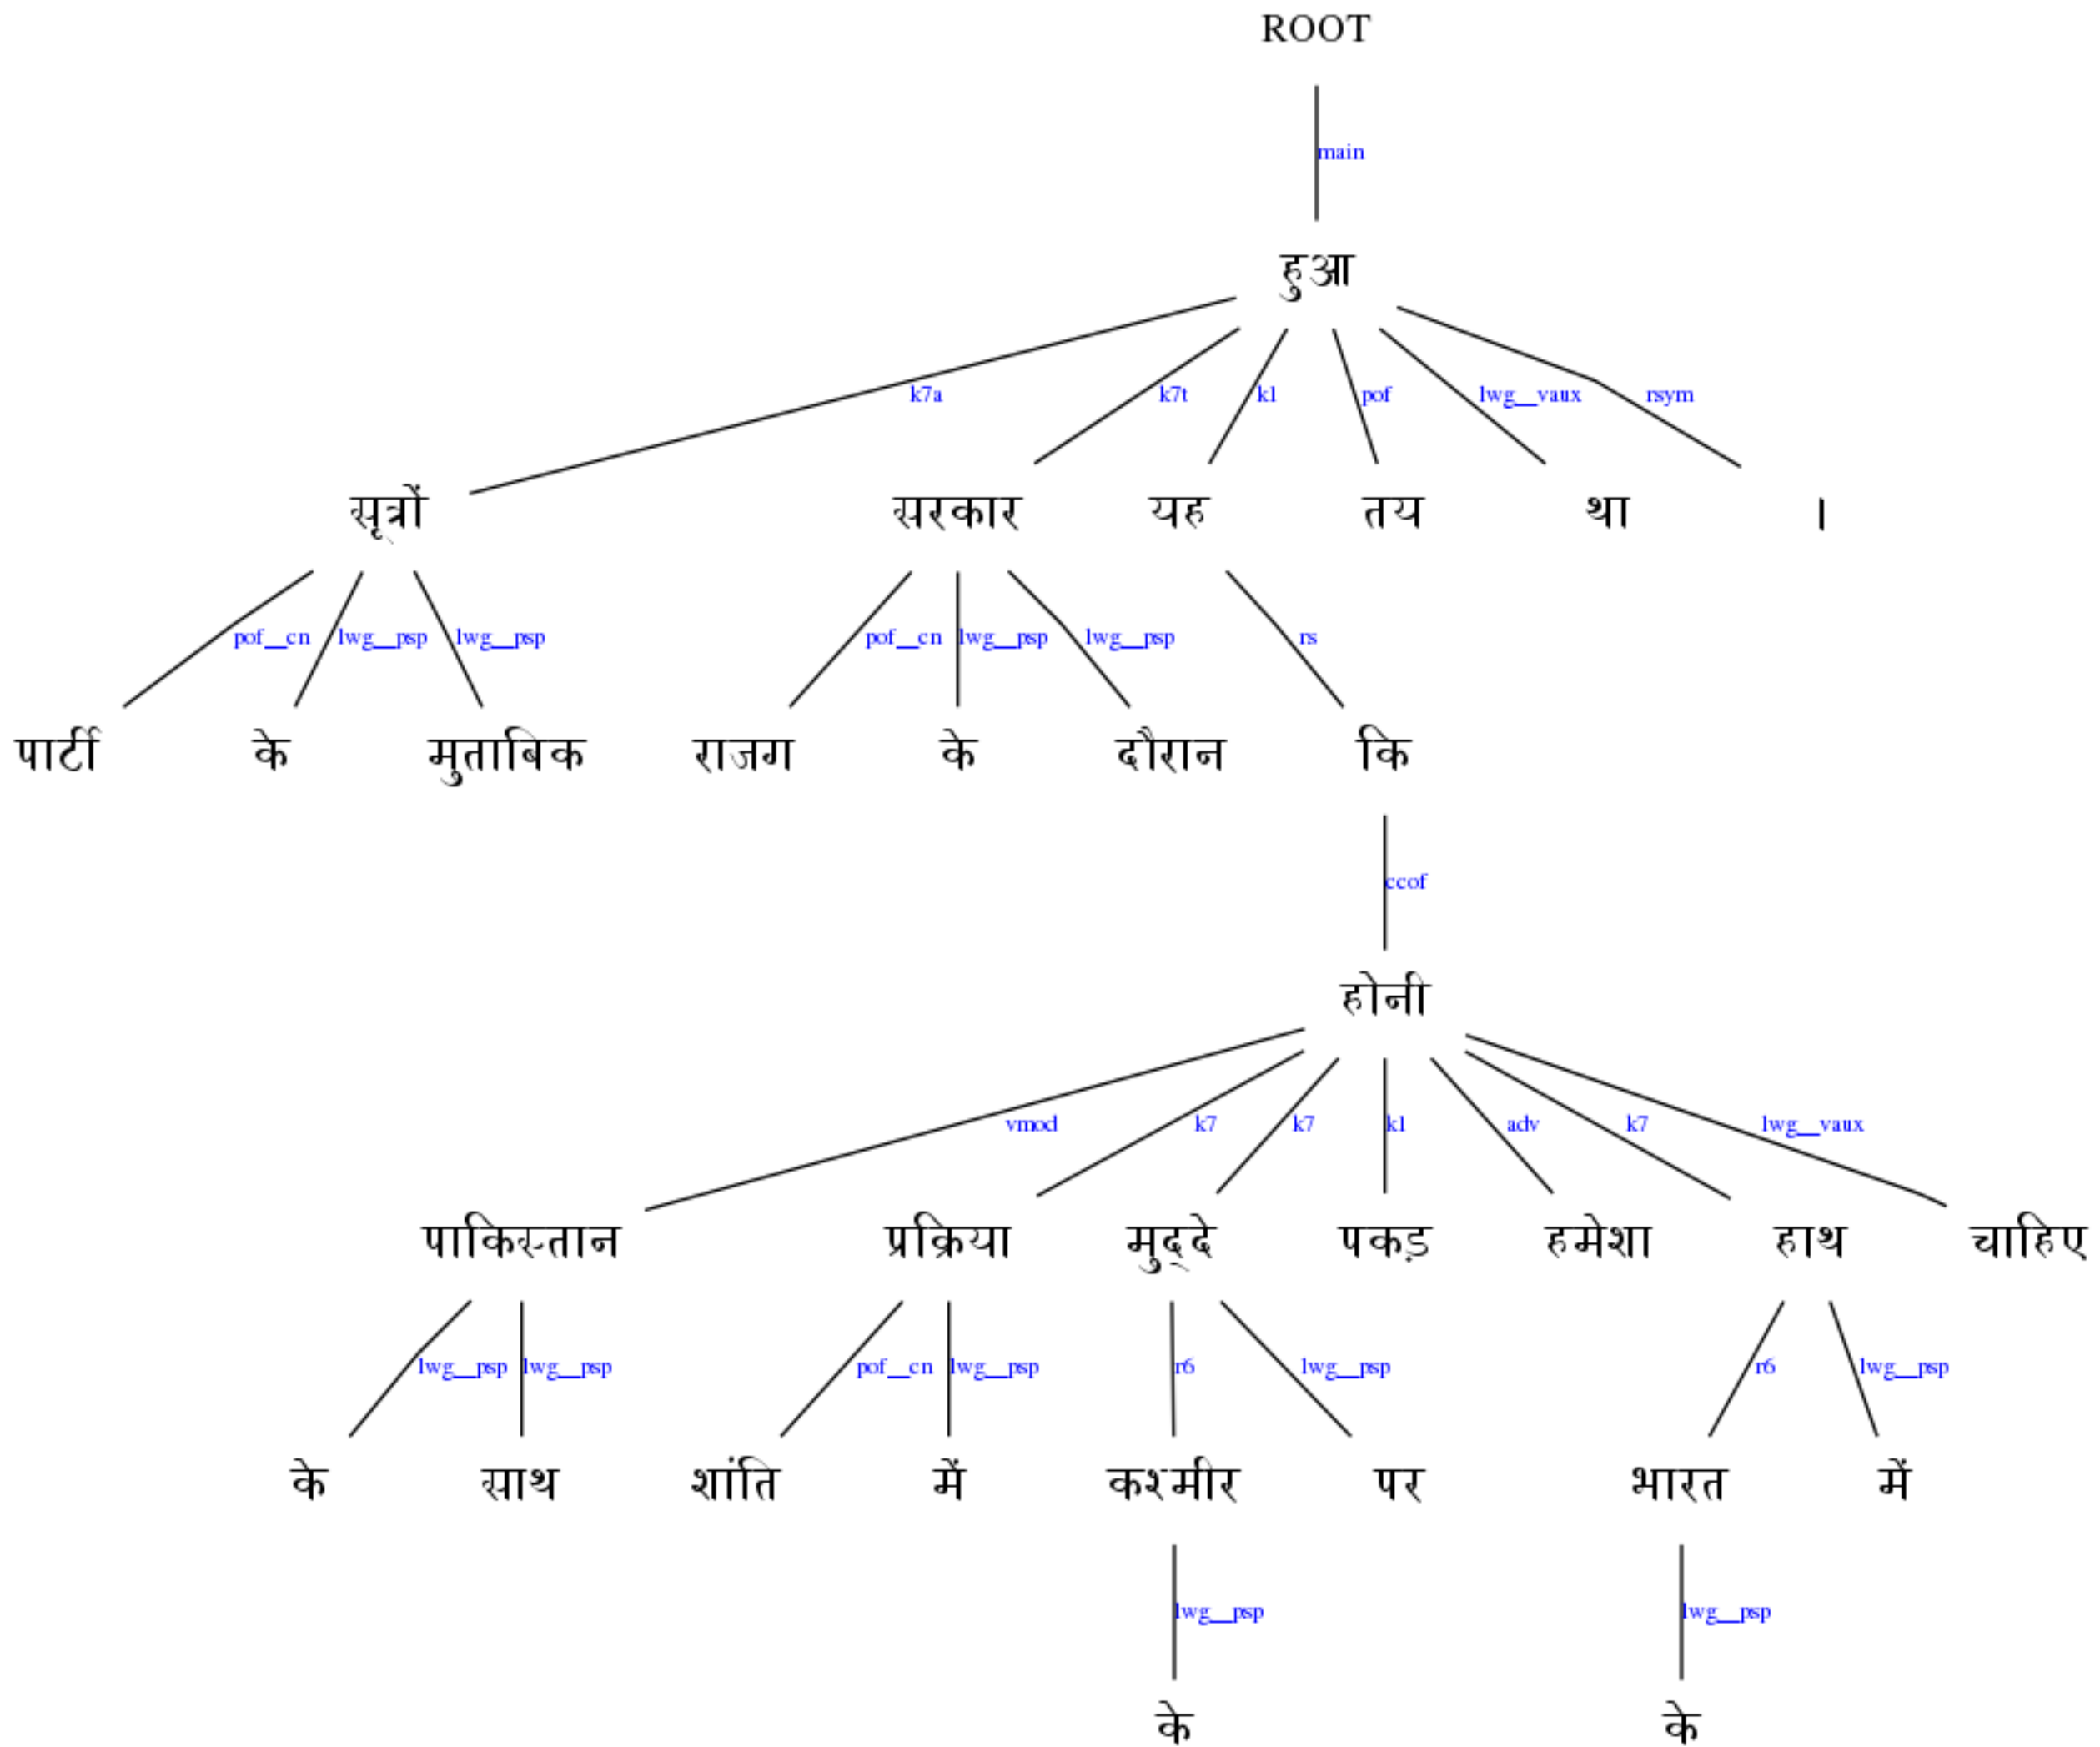 ROOT
main
हुआ
k7a k7t k1 pof lwg__vaux rsym
सूत्रों सरकार यह तय था ।
pof__cn lwg__psp lwg__psp pof__cn lwg__psp lwg__psp rs
पार्टी के मुताबिक राजग के दौरान कि
ccof
होनी
vmod k7 k7 k1 adv k7 lwg__vaux
पाकिस्तान प्रक्रिया मुद्दे पकड़ हमेशा हाथ चाहिए
lwg__psp lwg__psp pof__cn lwg__psp r6 lwg__psp r6 lwg__psp
के साथ शांति में कश्मीर पर भारत में
lwg__psp lwg__psp
के के